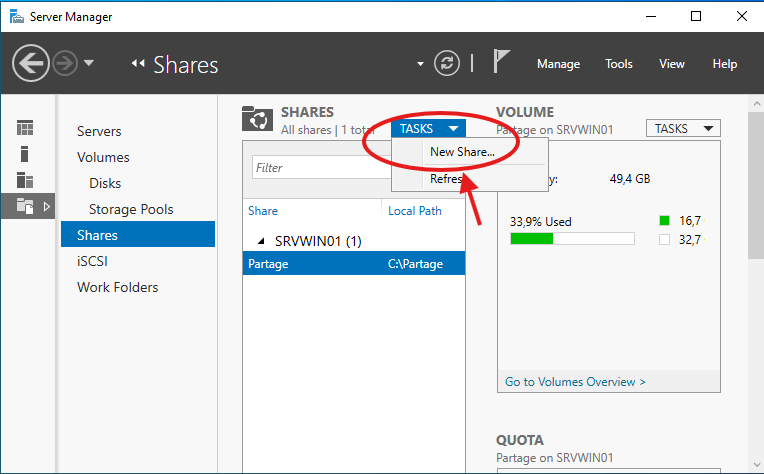 Server Manager
Shares
Manage Tools View Help
Servers
Volumes
Disks
Storage Pools
Shares
iSCSI
Work Folders
SHARES
All shares | 1 total
TASKS
New Share...
Filter
Share Local Path
SRVWIN01 (1)
Partage C:\Partage
VOLUME
Partage on SRVWIN01
TASKS
49,4 GB
33,9% Used
16,7
32,7
Go to Volumes Overview >
QUOTA
Partage on SRVWIN01